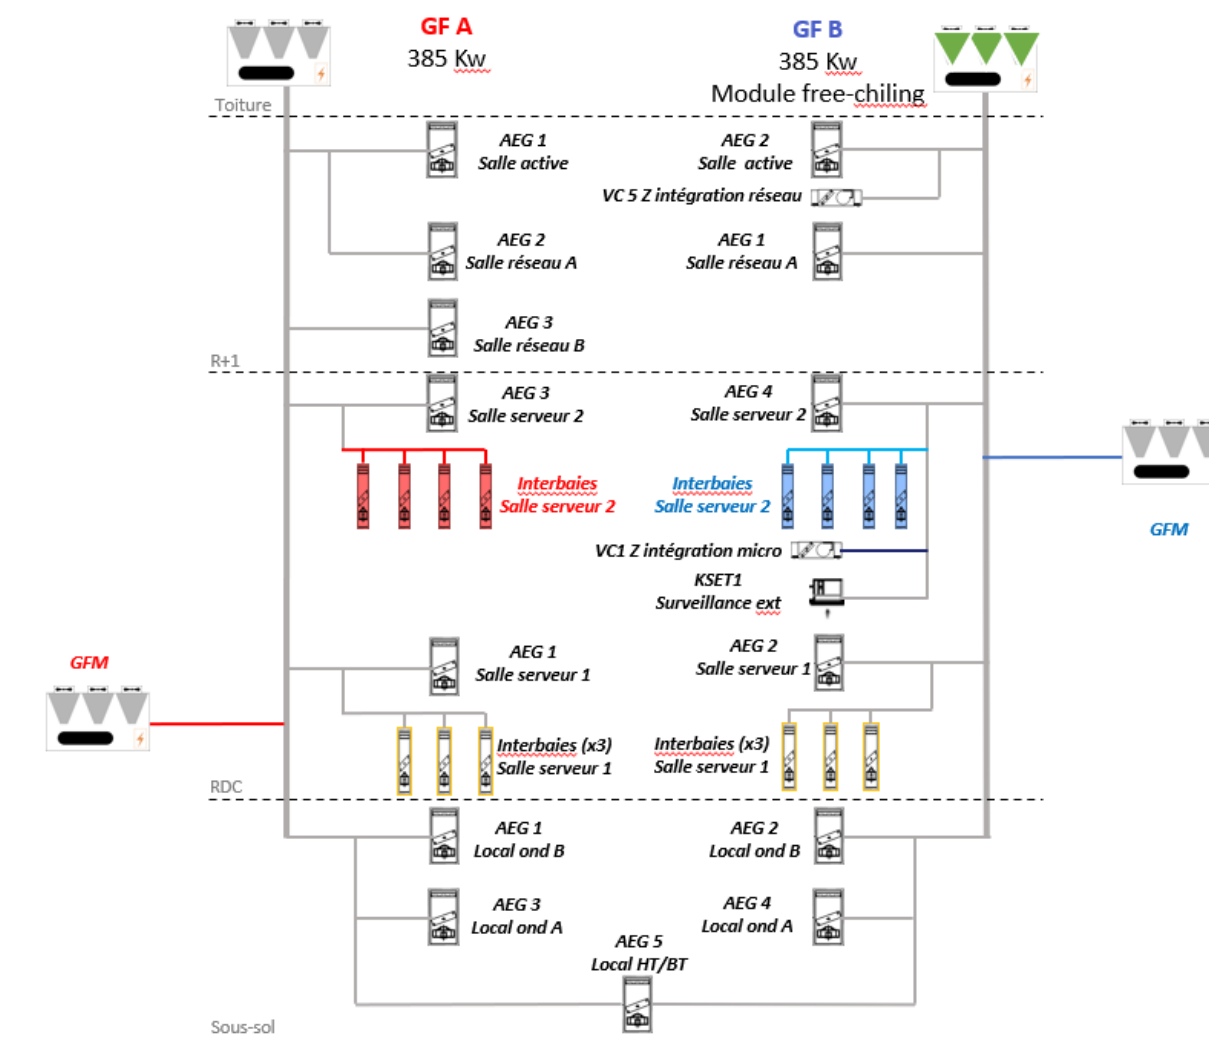 GF A
385 Kw
GF B
385 Kw
Module free-chiling
Toiture
AEG 1
Salle active
AEG 2
Salle active
VC 5 Z intégration réseau
AEG 2
Salle réseau A
AEG 1
Salle réseau A
AEG 3
Salle réseau B
R+1
AEG 3
Salle serveur 2
AEG 4
Salle serveur 2
Interbaies
Salle serveur 2
Interbaies
Salle serveur 2
GFM
VC1 Z intégration micro
KSET1
Surveillance ext
GFM
AEG 1
Salle serveur 1
AEG 2
Salle serveur 1
Interbaies (x3)
Salle serveur 1
Interbaies (x3)
Salle serveur 1
RDC
AEG 1
Local ond B
AEG 2
Local ond B
AEG 3
Local ond A
AEG 4
Local ond A
AEG 5
Local HT/BT
Sous-sol